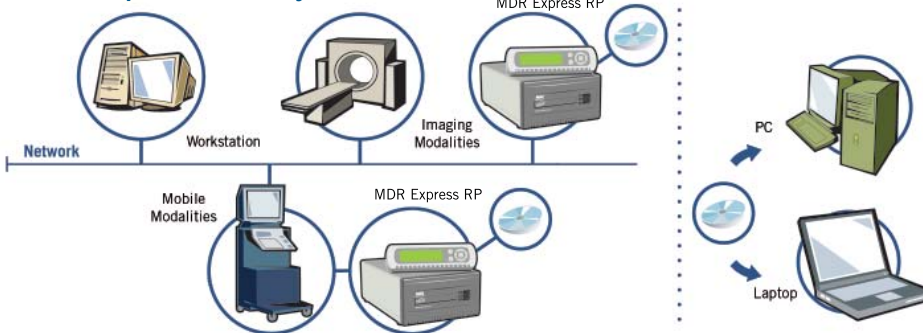 MDR Express RP
Workstation
Imaging
Modalities
Network
Mobile
Modalities
MDR Express RP
PC
Laptop